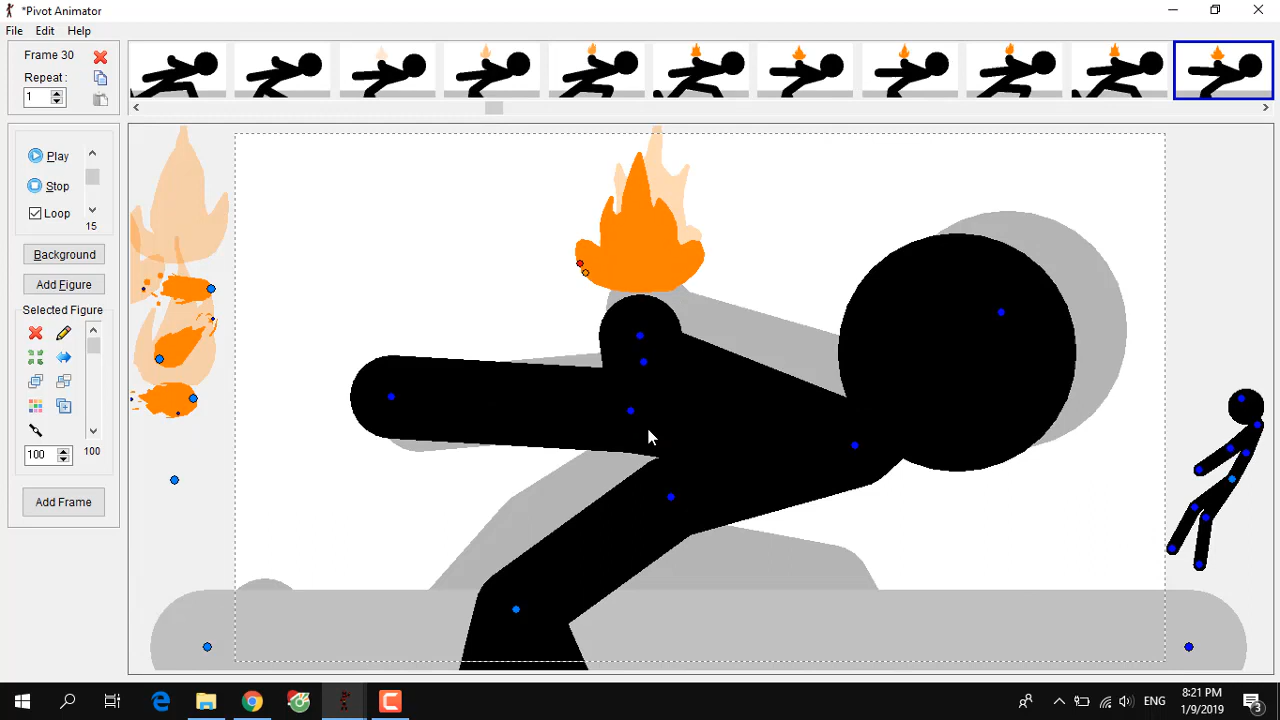 *Pivot Animator
File Edit Help
Frame 30
Repeat :
1
Play
Stop
Loop
15
Background
Add Figure
Selected Figure
100
100
Add Frame
ENG
8:21 PM
1/9/2019
3